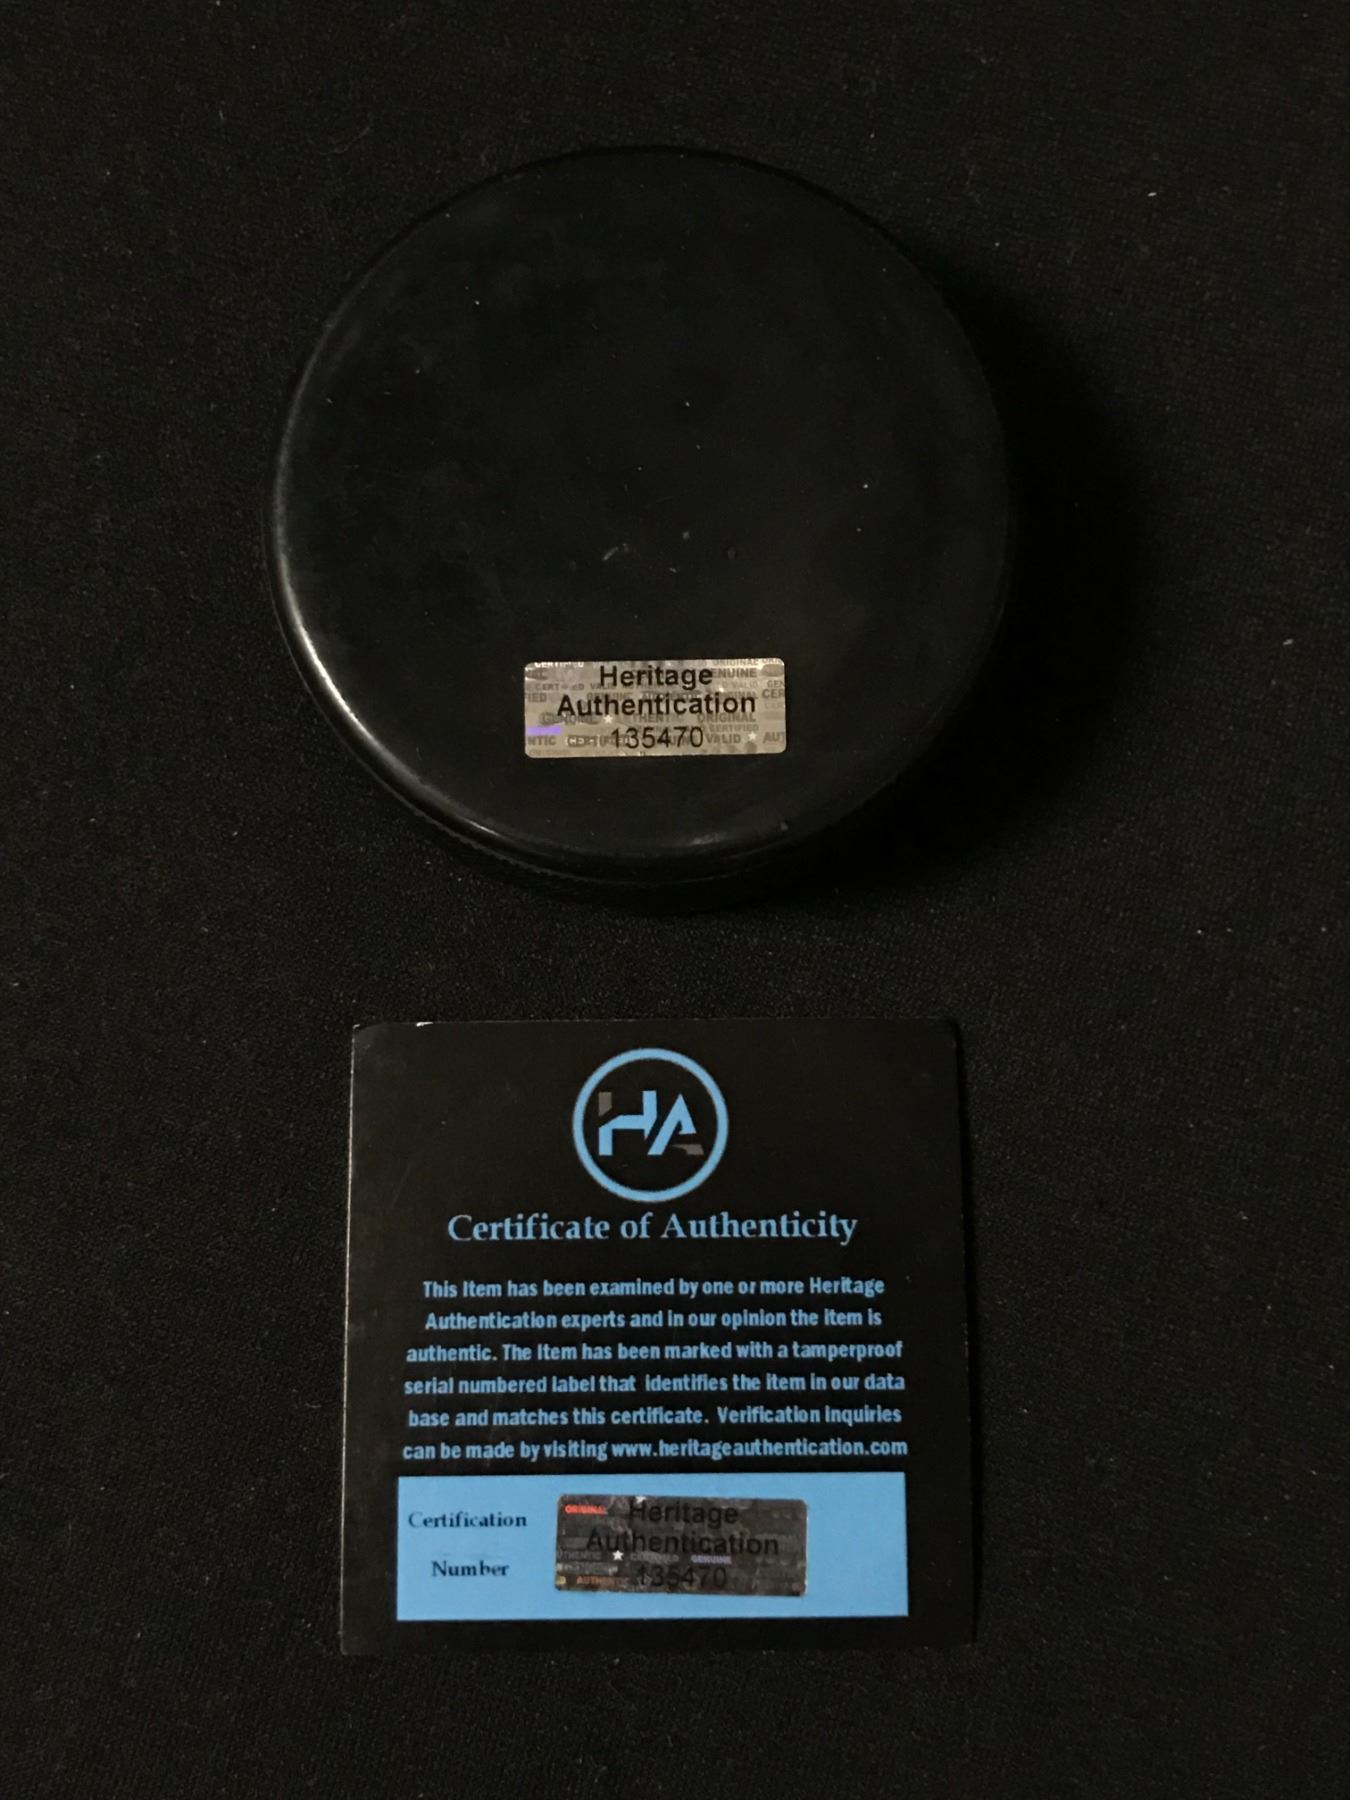 Heritage
Authentication
135470
HA
Certificate of Authenticity
This Item has been examined by one or more Heritage
Authentication experts and in our opinion the item is
authentic. The Item has been marked with a tamperproof
serial numbered label that identifies the item in our data
base and matches this certificate. Verification Inquiries
can be made by visiting www.heritageauthentication.com
Certification
Number
Heritage
Authentication
135470